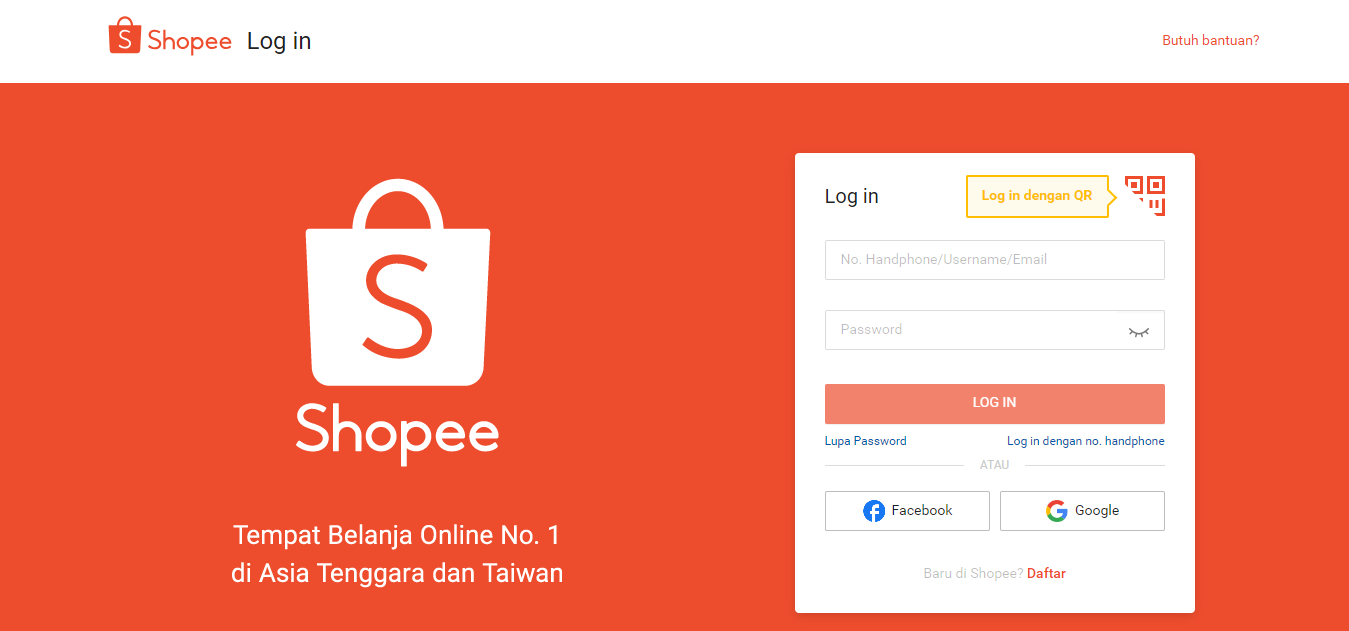 Shopee Log in
Butuh bantuan?
Shopee
Tempat Belanja Online No. 1
di Asia Tenggara dan Taiwan
Log in
Log in dengan QR
No. Handphone/Username/Email
Password
LOG IN
Lupa Password
Log in dengan no. handphone
ATAU
Facebook
Google
Baru di Shopee? Daftar